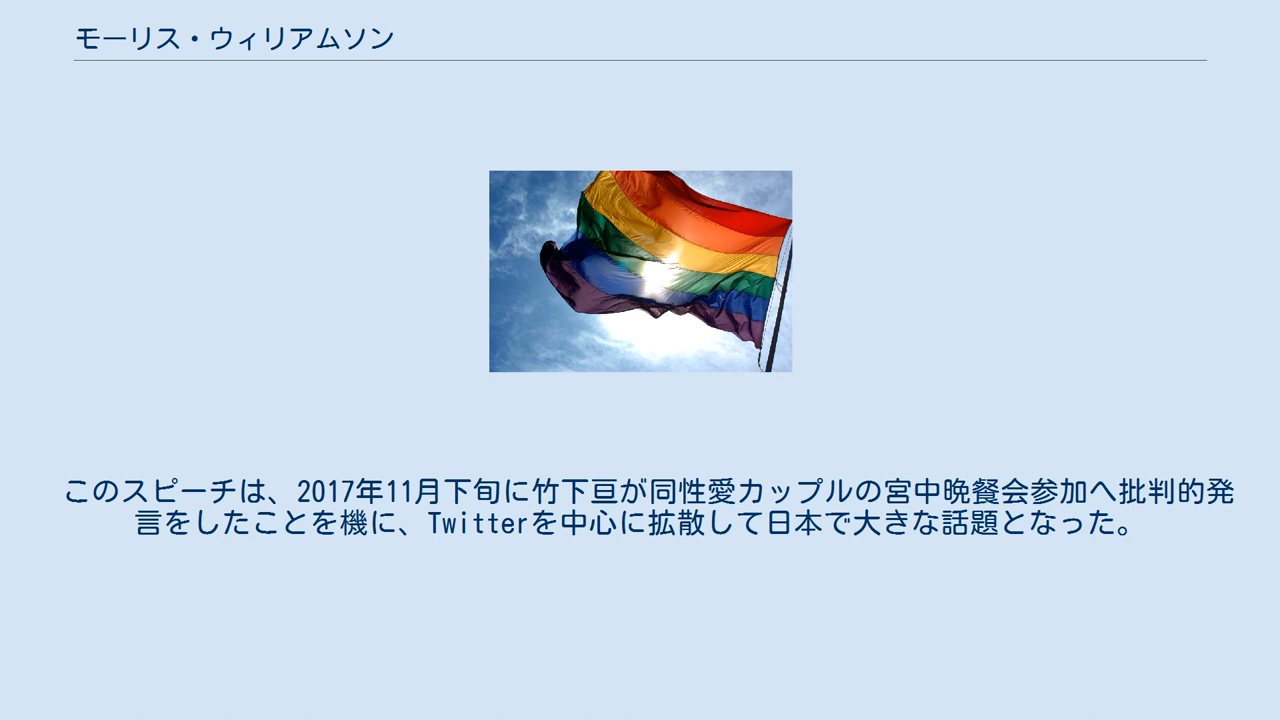 モーリス・ウィリアムソン
このスピーチは、2017年11月下旬に竹下亘が同性愛カップルの宮中晩餐会参加へ批判的発
言をしたことを機に、Twitterを中心に拡散して日本で大きな話題となった。